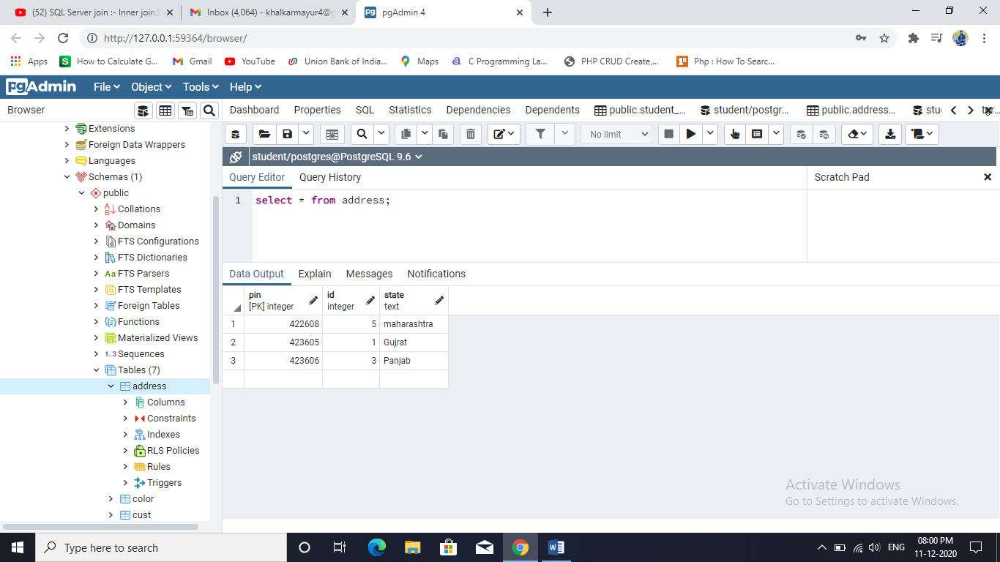 (52) SQL Server join :- Inner join,
Inbox (4,064) - khalkarmayur4@g
pgAdmin 4
http://127.0.0.1:59364/browser/
Apps
S How to Calculate G...
Gmail
YouTube
Union Bank of India...
Maps
a C Programming La...
PHP CRUD Create,...
Php : How To Searc...
pgAdmin File Object Tools Help
Browser
Dashboard Properties SQL Statistics Dependencies Dependents public.student_... student/postgr... public.address... stu
No limit
student/postgres@PostgreSQL 9.6
Query Editor Query History
Scratch Pad
1 select * from address;
Data Output Explain Messages Notifications
pin id state
[PK] integer integer text
1 422608 5 maharashtra
2 423605 1 Gujrat
3 423606 3 Panjab
Extensions
Foreign Data Wrappers
Languages
Schemas (1)
public
Collations
Domains
FTS Configurations
FTS Dictionaries
Aa FTS Parsers
FTS Templates
Foreign Tables
Functions
Materialized Views
1..3 Sequences
Tables (7)
address
Columns
Constraints
Indexes
RLS Policies
Rules
Triggers
color
cust
Activate Windows
Go to Settings to activate Windows.
Type here to search
ENG
08:00 PM
11-12-2020